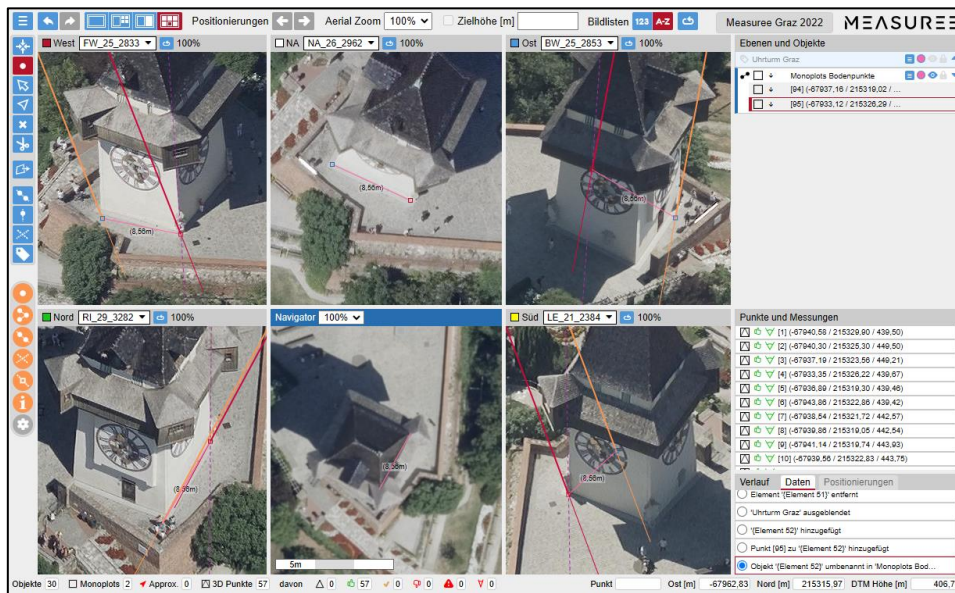 Positionierungen Aerial Zoom 100% Zielhöhe [m] Bildlisten 123 A-Z Measuree Graz 2022 MEASUREE
West FW_25_2833 100%
NA NA_26_2962 100%
Ost BW_25_2853 100%
Ebenen und Objekte
Uhrturm Graz
Monoplots Bodenpunkte
[94] (-67937,16 / 215319,02 / ...
[95] (-67933,12 / 215326,29 / ...
(8,56m)
(8,56m)
(8,56m)
Nord RI_29_3282 100%
Navigator 100%
Süd LE_21_2384 100%
(8,56m)
(8,56m)
(8,56m)
5m
Punkte und Messungen
[1] (-67940,58 / 215329,90 / 439,50)
[2] (-67940,30 / 215325,30 / 449,50)
[3] (-67937,19 / 215323,56 / 449,21)
[4] (-67933,35 / 215326,22 / 439,67)
[5] (-67936,89 / 215319,30 / 439,46)
[6] (-67943,86 / 215322,86 / 439,42)
[7] (-67938,54 / 215321,72 / 442,57)
[8] (-67939,86 / 215319,05 / 442,54)
[9] (-67941,14 / 215319,74 / 443,93)
[10] (-67939,56 / 215322,83 / 443,75)
Verlauf Daten Positionierungen
Element '{Element 51}' entfernt
'Uhrturm Graz' ausgeblendet
'{Element 52}' hinzugefügt
Punkt [95] zu '{Element 52}' hinzugefügt
Objekt '{Element 52}' umbenannt in 'Monoplots Bod...
Objekte 30 Monoplots 2 Approx. 0 3D Punkte 57 davon 0 57 0 0 0 0 Punkt Ost [m] -67962,83 Nord [m] 215315,97 DTM Höhe [m] 406,7